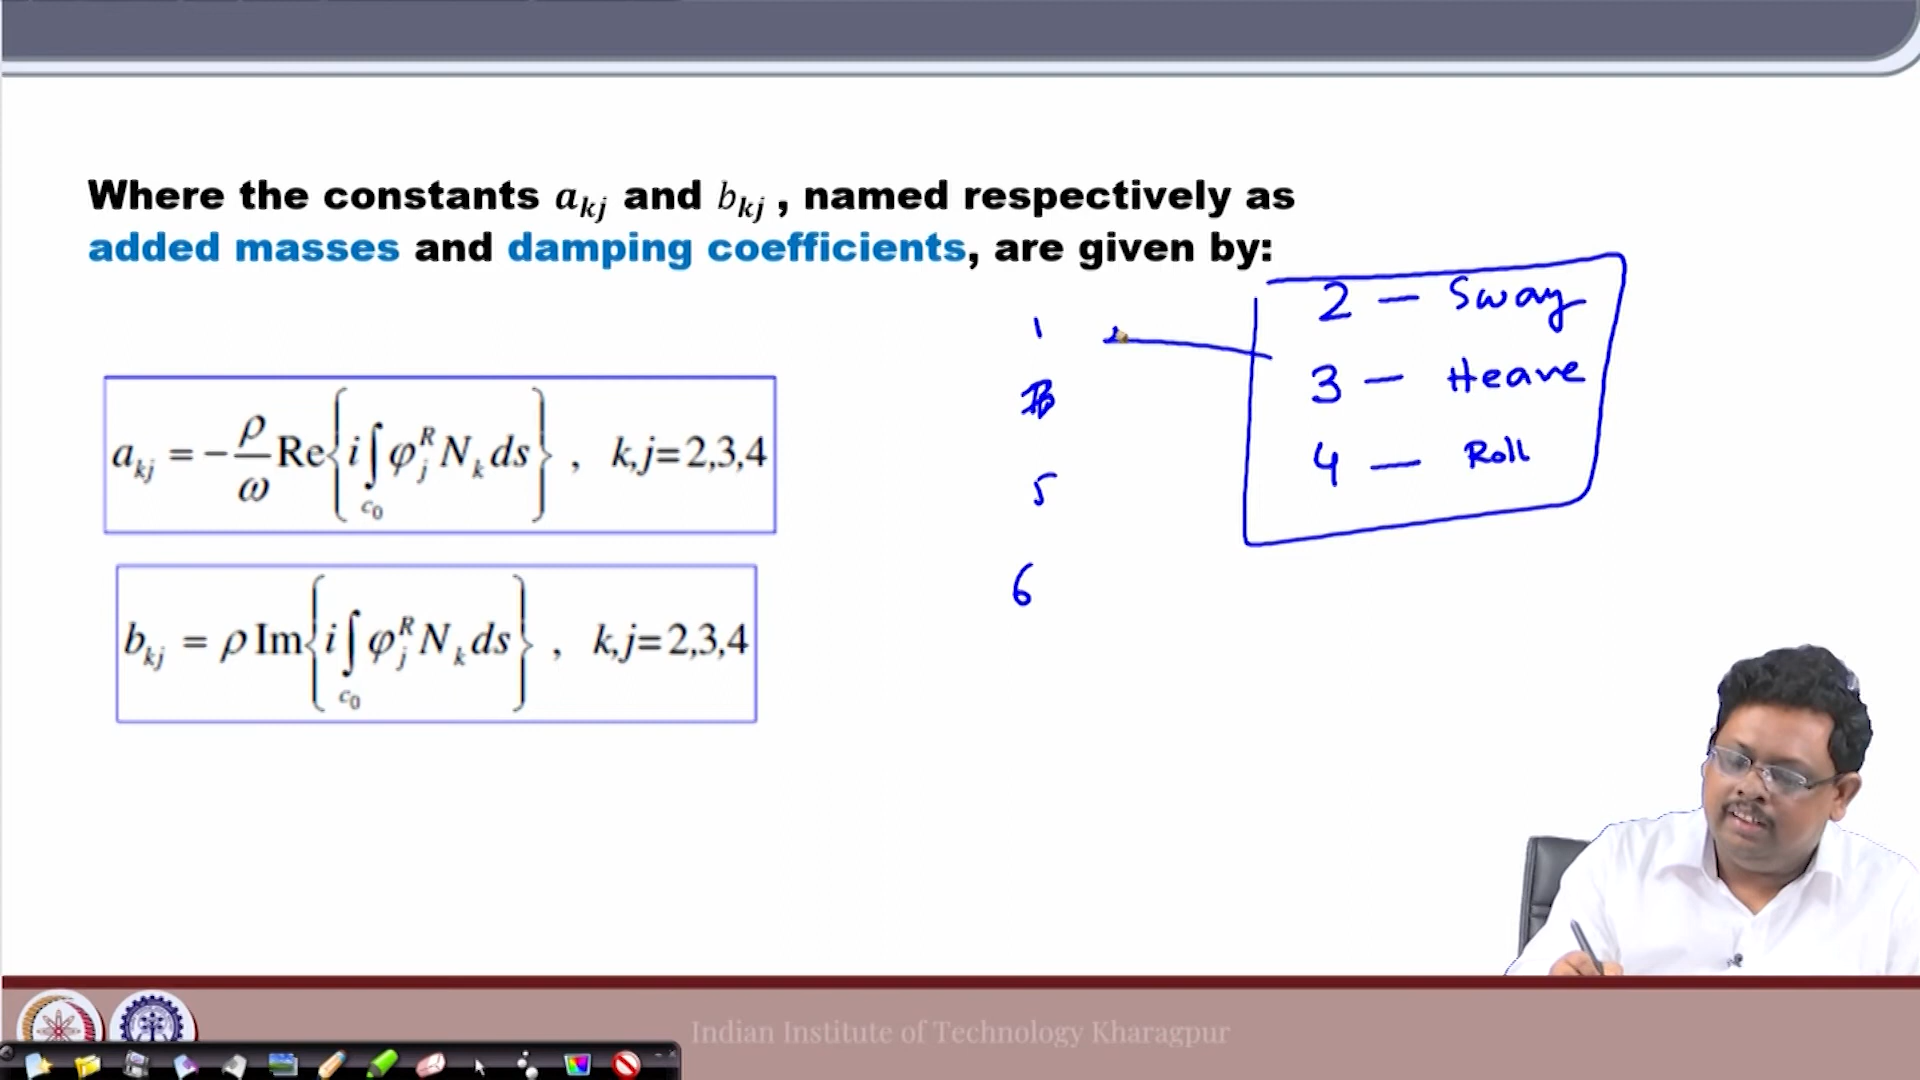 Where the constants a_kj and b_kj , named respectively as
added masses and damping coefficients, are given by:
2 — Sway
1
3 — Heave
a_kj = −ρ/ω Re{i∫_c₀ φ_j^R N_k ds} , k,j=2,3,4
4 — Roll
5
6
b_kj = ρ Im{i∫_c₀ φ_j^R N_k ds} , k,j=2,3,4
Indian Institute of Technology Kharagpur